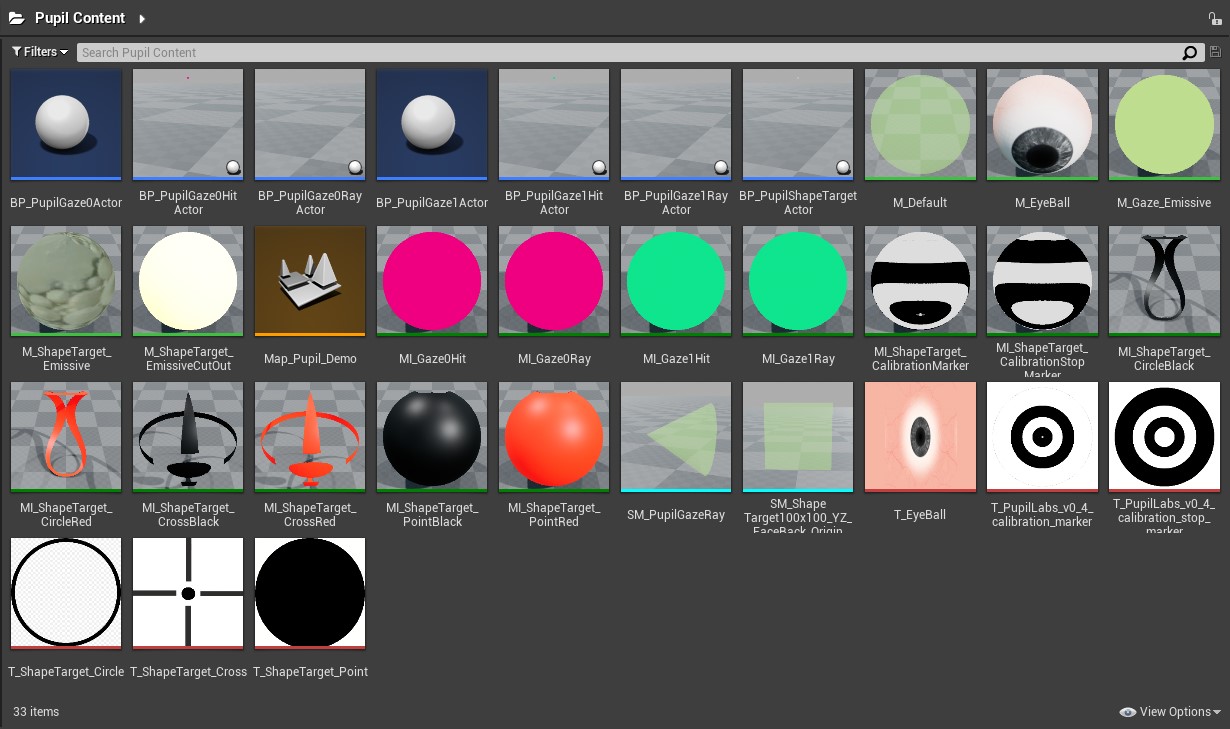 Pupil Content
Filters
Search Pupil Content
BP_PupilGaze0Actor
BP_PupilGaze0Hit
Actor
BP_PupilGaze0Ray
Actor
BP_PupilGaze1Actor
BP_PupilGaze1Hit
Actor
BP_PupilGaze1Ray
Actor
BP_PupilShapeTarget
Actor
M_Default
M_EyeBall
M_Gaze_Emissive
M_ShapeTarget_
Emissive
M_ShapeTarget_
EmissiveCutOut
Map_Pupil_Demo
MI_Gaze0Hit
MI_Gaze0Ray
MI_Gaze1Hit
MI_Gaze1Ray
MI_ShapeTarget_
CalibrationMarker
MI_ShapeTarget_
CalibrationStop
Marker
MI_ShapeTarget_
CircleBlack
MI_ShapeTarget_
CircleRed
MI_ShapeTarget_
CrossBlack
MI_ShapeTarget_
CrossRed
MI_ShapeTarget_
PointBlack
MI_ShapeTarget_
PointRed
SM_PupilGazeRay
SM_Shape
Target100x100_YZ_
FaceBack_Origin
T_EyeBall
T_PupilLabs_v0_4_
calibration_marker
T_PupilLabs_v0_4_
calibration_stop_
marker
T_ShapeTarget_Circle
T_ShapeTarget_Cross
T_ShapeTarget_Point
33 items
View Options